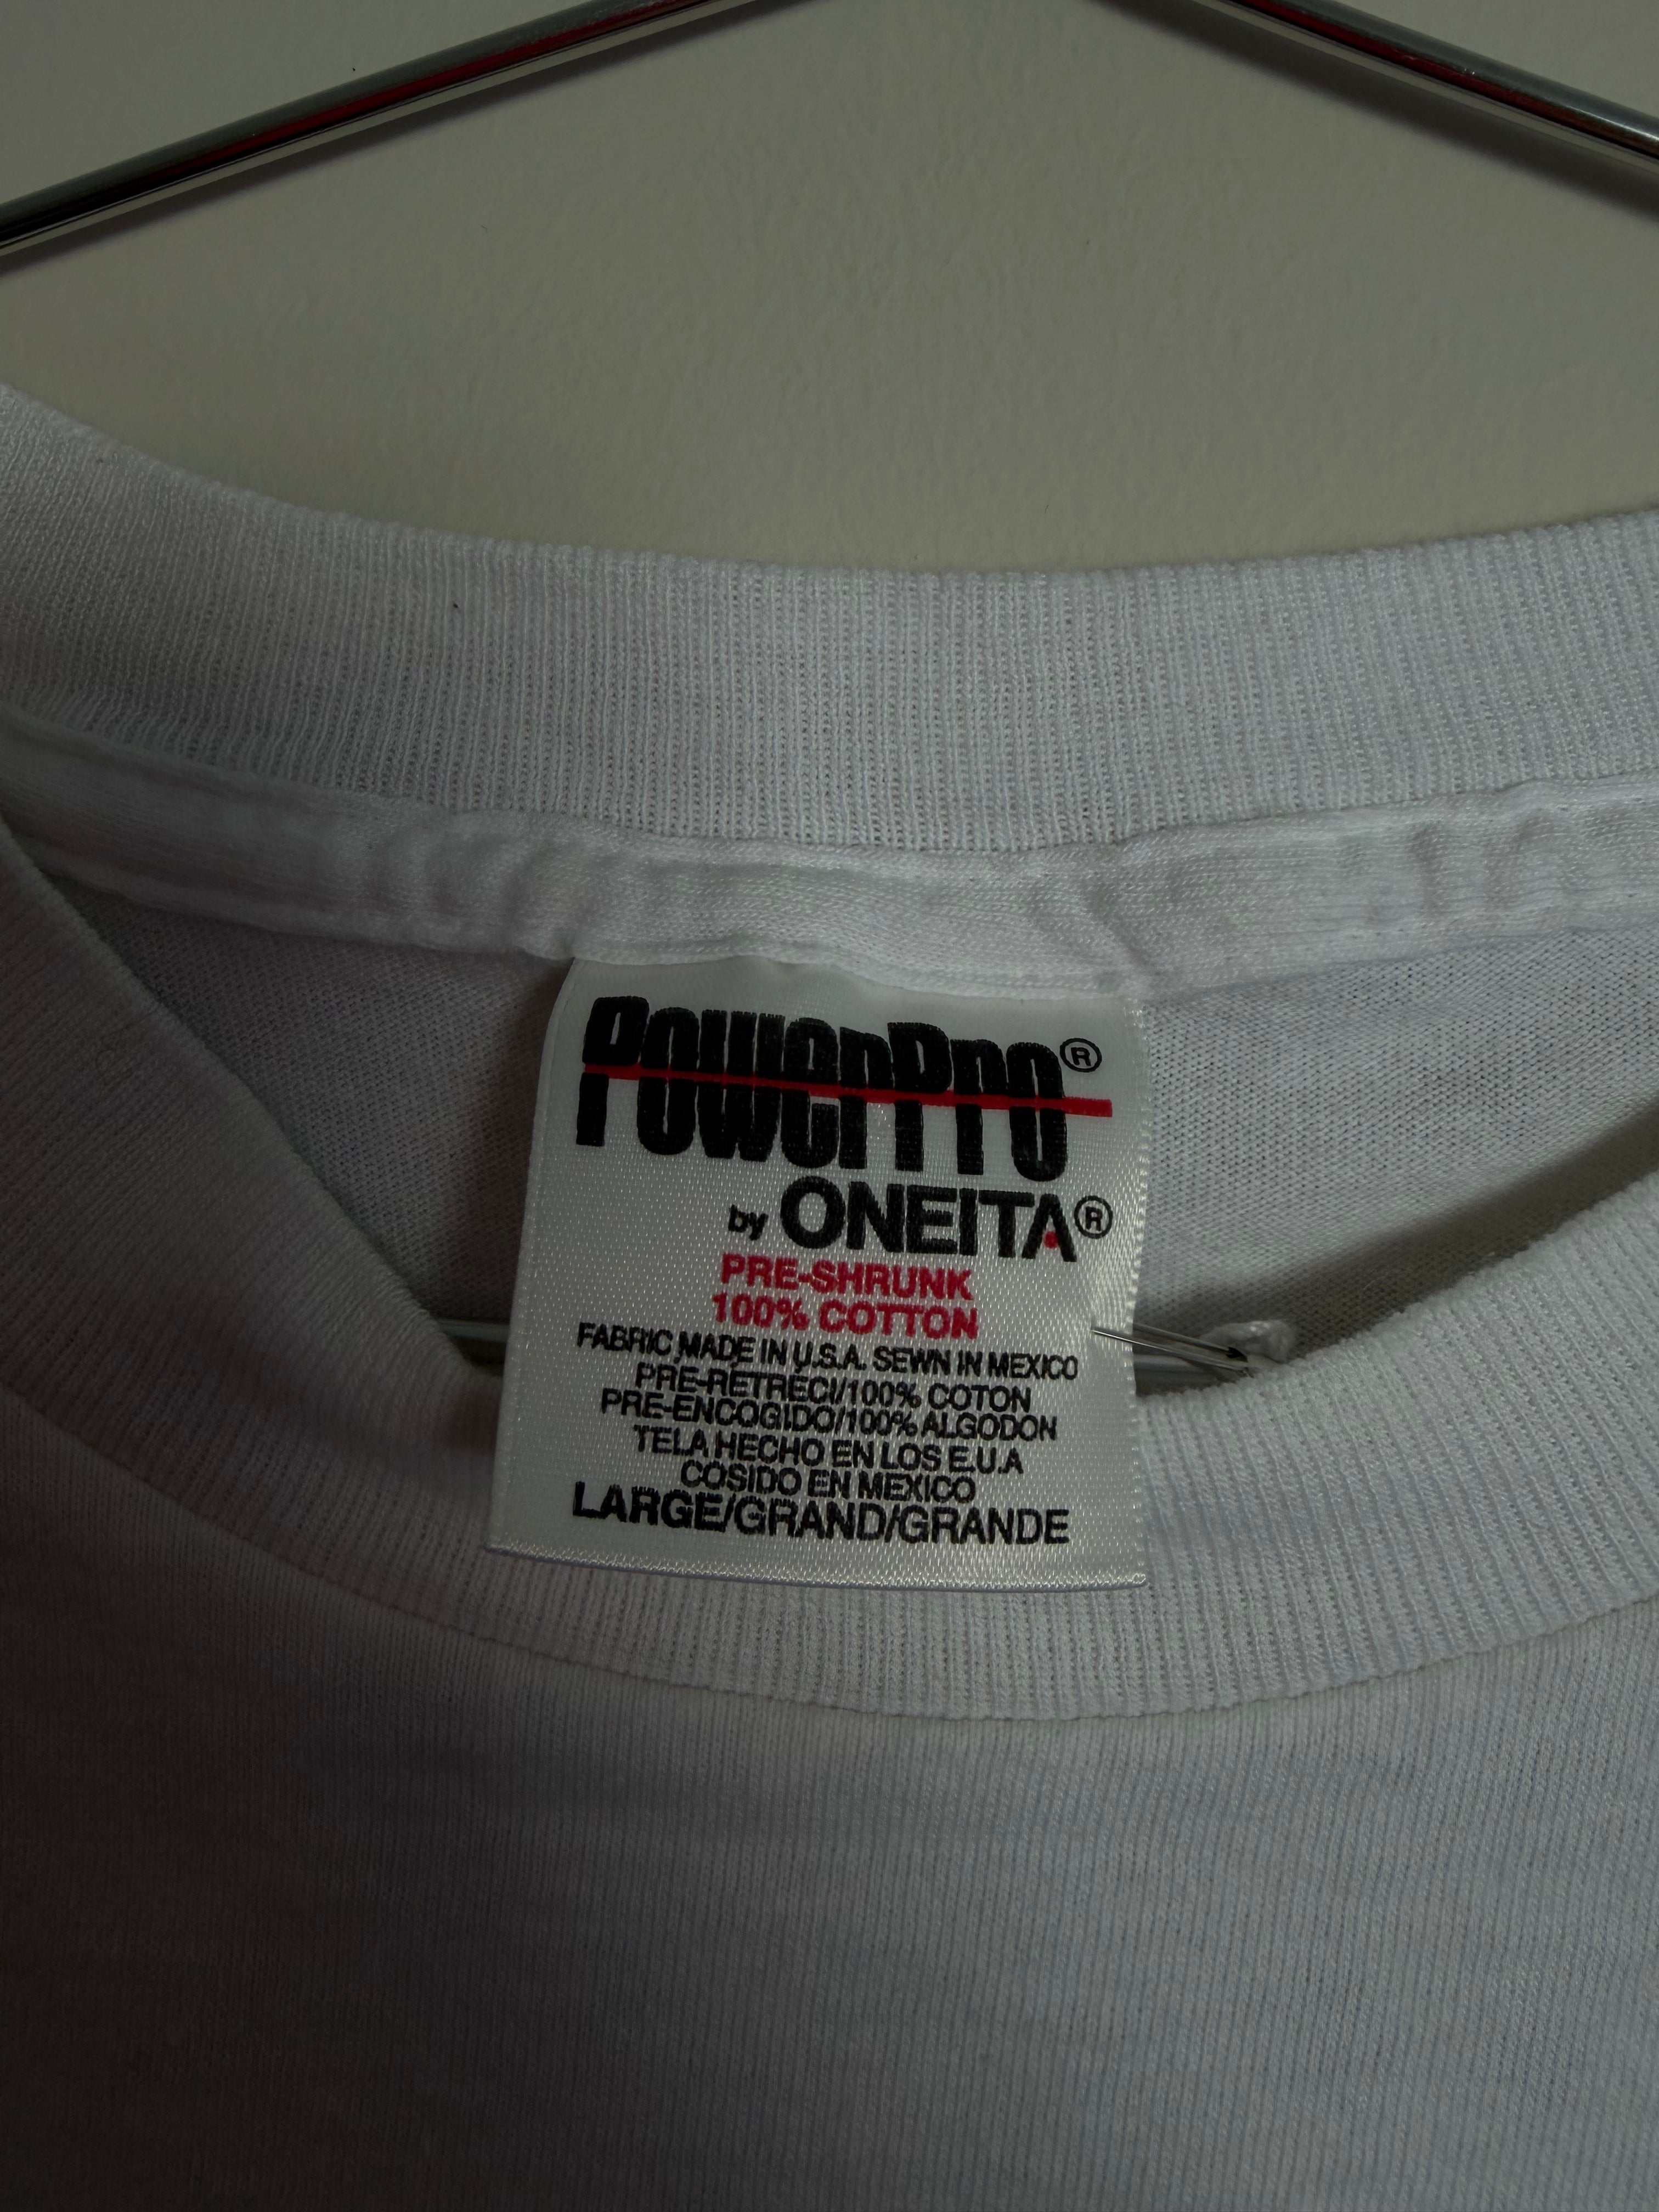 PowerPro®
by ONEITA®
PRE-SHRUNK
100% COTTON
FABRIC MADE IN U.S.A. SEWN IN MEXICO
PRE-RETRECI/100% COTON
PRE-ENCOGIDO/100% ALGODON
TELA HECHO EN LOS E.U.A
COSIDO EN MEXICO
LARGE/GRAND/GRANDE